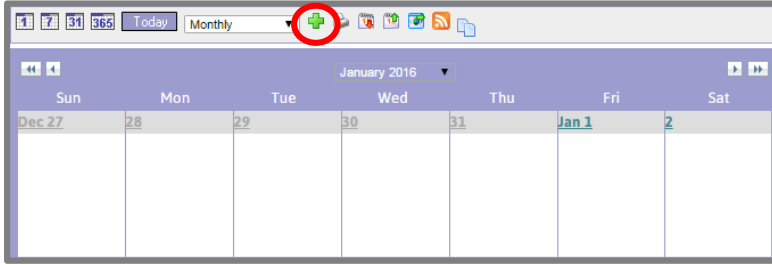 1 7 31 365 Today Monthly
January 2016
Sun Mon Tue Wed Thu Fri Sat
Dec 27 28 29 30 31 Jan 1 2